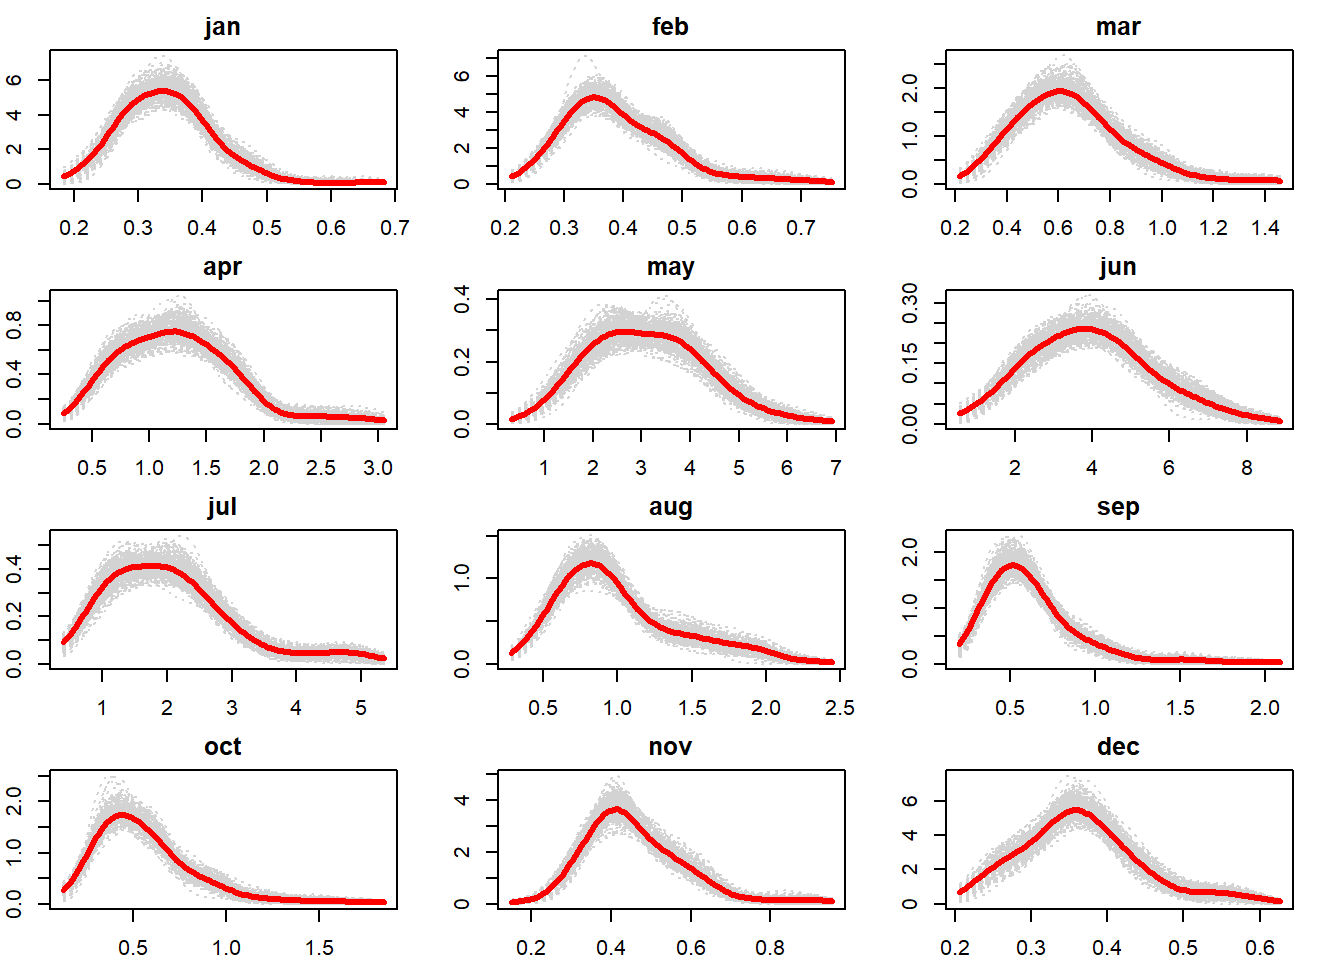 jan
feb
mar
0 2 4 6
0 2 4 6
0.0 1.0 2.0
0.2 0.3 0.4 0.5 0.6 0.7
0.2 0.3 0.4 0.5 0.6 0.7
0.2 0.4 0.6 0.8 1.0 1.2 1.4
apr
may
jun
0.0 0.4 0.8
0.0 0.2 0.4
0.00 0.15 0.30
0.5 1.0 1.5 2.0 2.5 3.0
1 2 3 4 5 6 7
2 4 6 8
jul
aug
sep
0.0 0.2 0.4
0.0 1.0
0.0 1.0 2.0
1 2 3 4 5
0.5 1.0 1.5 2.0 2.5
0.5 1.0 1.5 2.0
oct
nov
dec
0.0 1.0 2.0
0 2 4
0 2 4 6
0.5 1.0 1.5
0.2 0.4 0.6 0.8
0.2 0.3 0.4 0.5 0.6